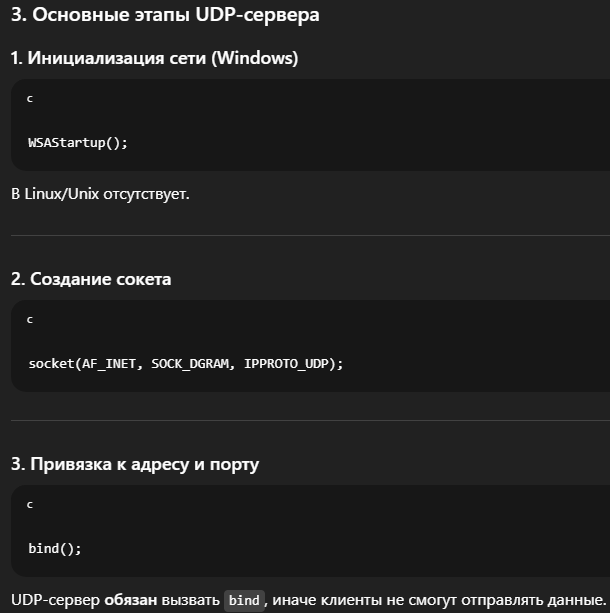 3. Основные этапы UDP-сервера
1. Инициализация сети (Windows)
c
WSAStartup();
В Linux/Unix отсутствует.
2. Создание сокета
c
socket(AF_INET, SOCK_DGRAM, IPPROTO_UDP);
3. Привязка к адресу и порту
c
bind();
UDP-сервер обязан вызвать bind, иначе клиенты не смогут отправлять данные.